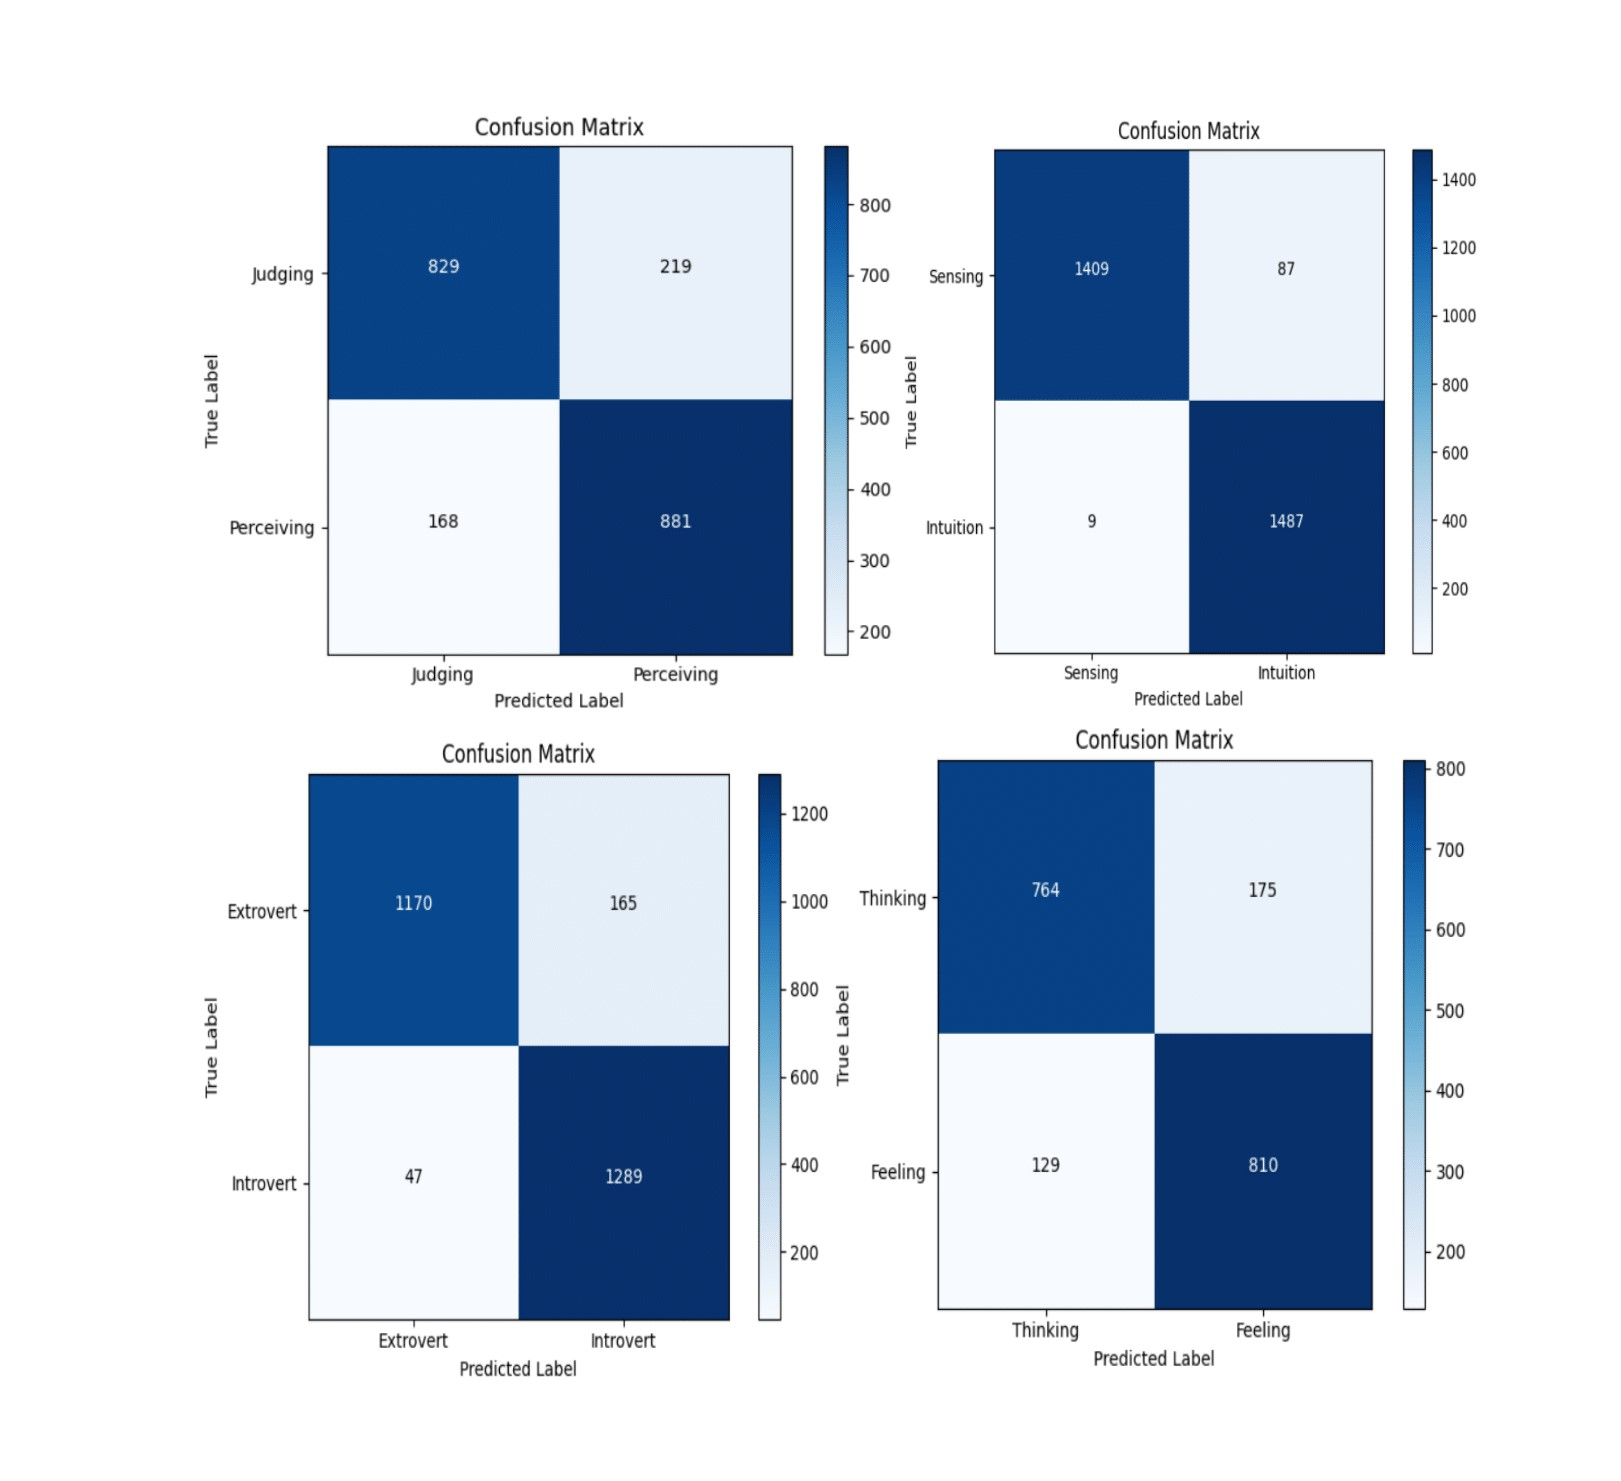 Confusion Matrix
True Label
Judging
829
219
Perceiving
168
881
Judging
Perceiving
Predicted Label
800
700
600
500
400
300
200
Confusion Matrix
True Label
Sensing
1409
87
Intuition
9
1487
Sensing
Intuition
Predicted Label
1400
1200
1000
800
600
400
200
Confusion Matrix
True Label
Extrovert
1170
165
Introvert
47
1289
Extrovert
Introvert
Predicted Label
1200
1000
800
600
400
200
Confusion Matrix
True Label
Thinking
764
175
Feeling
129
810
Thinking
Feeling
Predicted Label
800
700
600
500
400
300
200